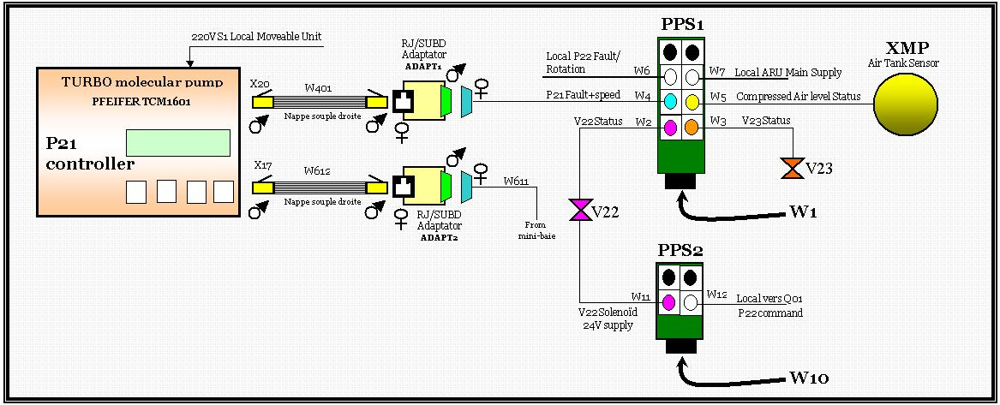 220VS1 Local Moveable Unit
TURBO molecular pump
PFEIFER TCM1601
P21
controller
X20
W401
Nappe souple droite
RJ/SUBD
Adaptator
ADAPT1
X17
W612
Nappe souple droite
RJ/SUBD
Adaptator
ADAPT2
W611
From
mini-baie
PPS1
Local P22 Fault/
Rotation
W6
W7
Local ARU Main Supply
P21 Fault+speed
W4
W5
Compressed Air level Status
V22Status
W2
W3
V23Status
XMP
Air Tank Sensor
V23
V22
W1
PPS2
W11
W12
Local vers Q01
P22command
V22Solenoïd
24V supply
W10